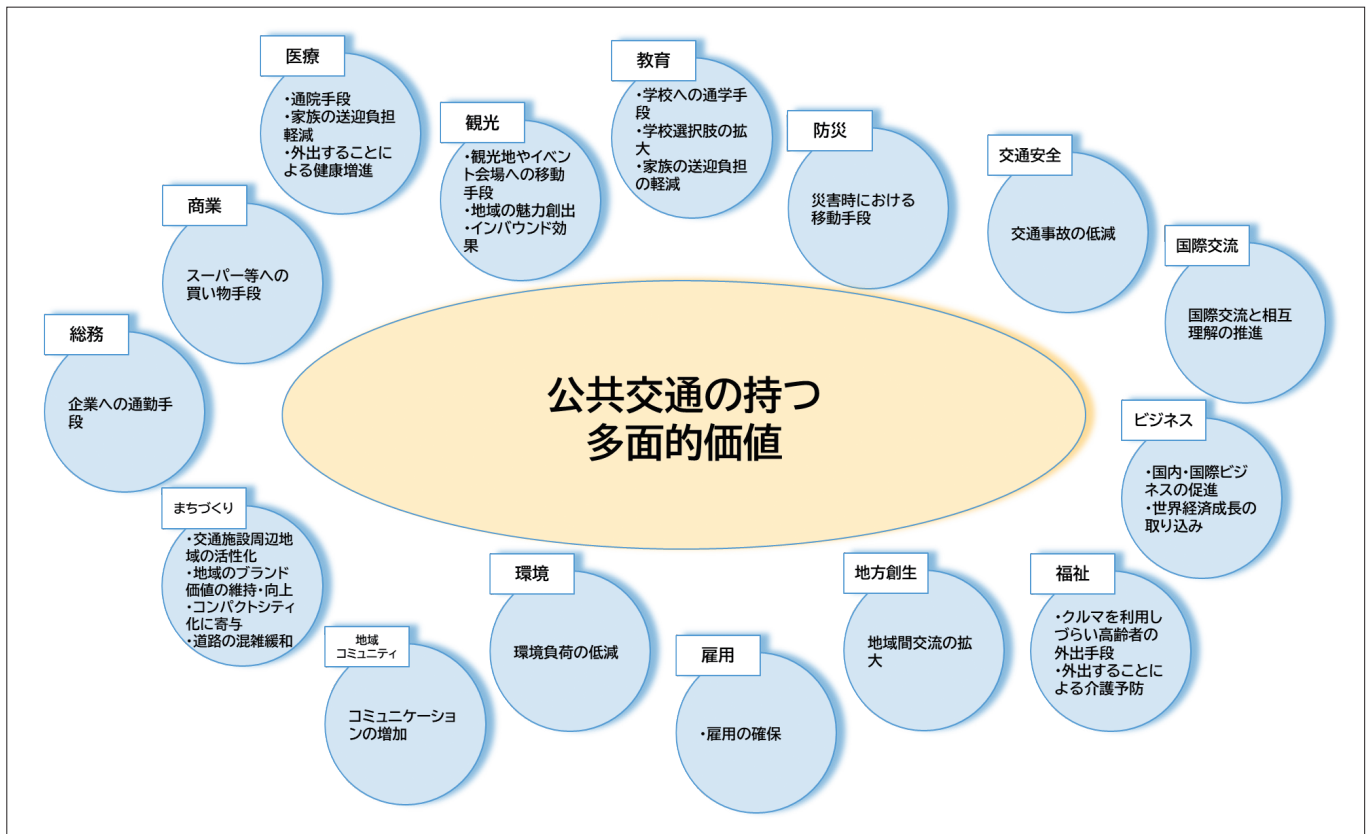 医療
・通院手段
・家族の送迎負担
軽減
・外出することに
よる健康増進
観光
・観光地やイベン
ト会場への移動
手段
・地域の魅力創出
・インバウンド効
果
教育
・学校への通学手
段
・学校選択肢の拡
大
・家族の送迎負担
の軽減
防災
災害時における
移動手段
交通安全
交通事故の低減
国際交流
国際交流と相互
理解の推進
商業
スーパー等への
買い物手段
総務
企業への通勤手
段
公共交通の持つ
多面的価値
ビジネス
・国内・国際ビジ
ネスの促進
・世界経済成長の
取り込み
まちづくり
・交通施設周辺地
域の活性化
・地域のブランド
価値の維持・向上
・コンパクトシティ
化に寄与
・道路の混雑緩和
地域
コミュニティ
コミュニケーショ
ンの増加
環境
環境負荷の低減
雇用
・雇用の確保
地方創生
地域間交流の拡
大
福祉
・クルマを利用し
づらい高齢者の
外出手段
・外出することに
よる介護予防